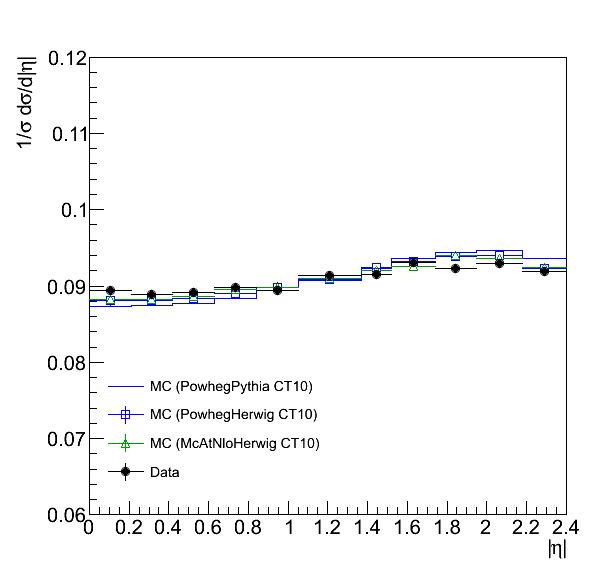 1/σ dσ/d|η|
0.12
0.11
0.1
0.09
0.08
0.07
0.06
MC (PowhegPythia CT10)
MC (PowhegHerwig CT10)
MC (McAtNloHerwig CT10)
Data
0 0.2 0.4 0.6 0.8 1 1.2 1.4 1.6 1.8 2 2.2 2.4
|η|